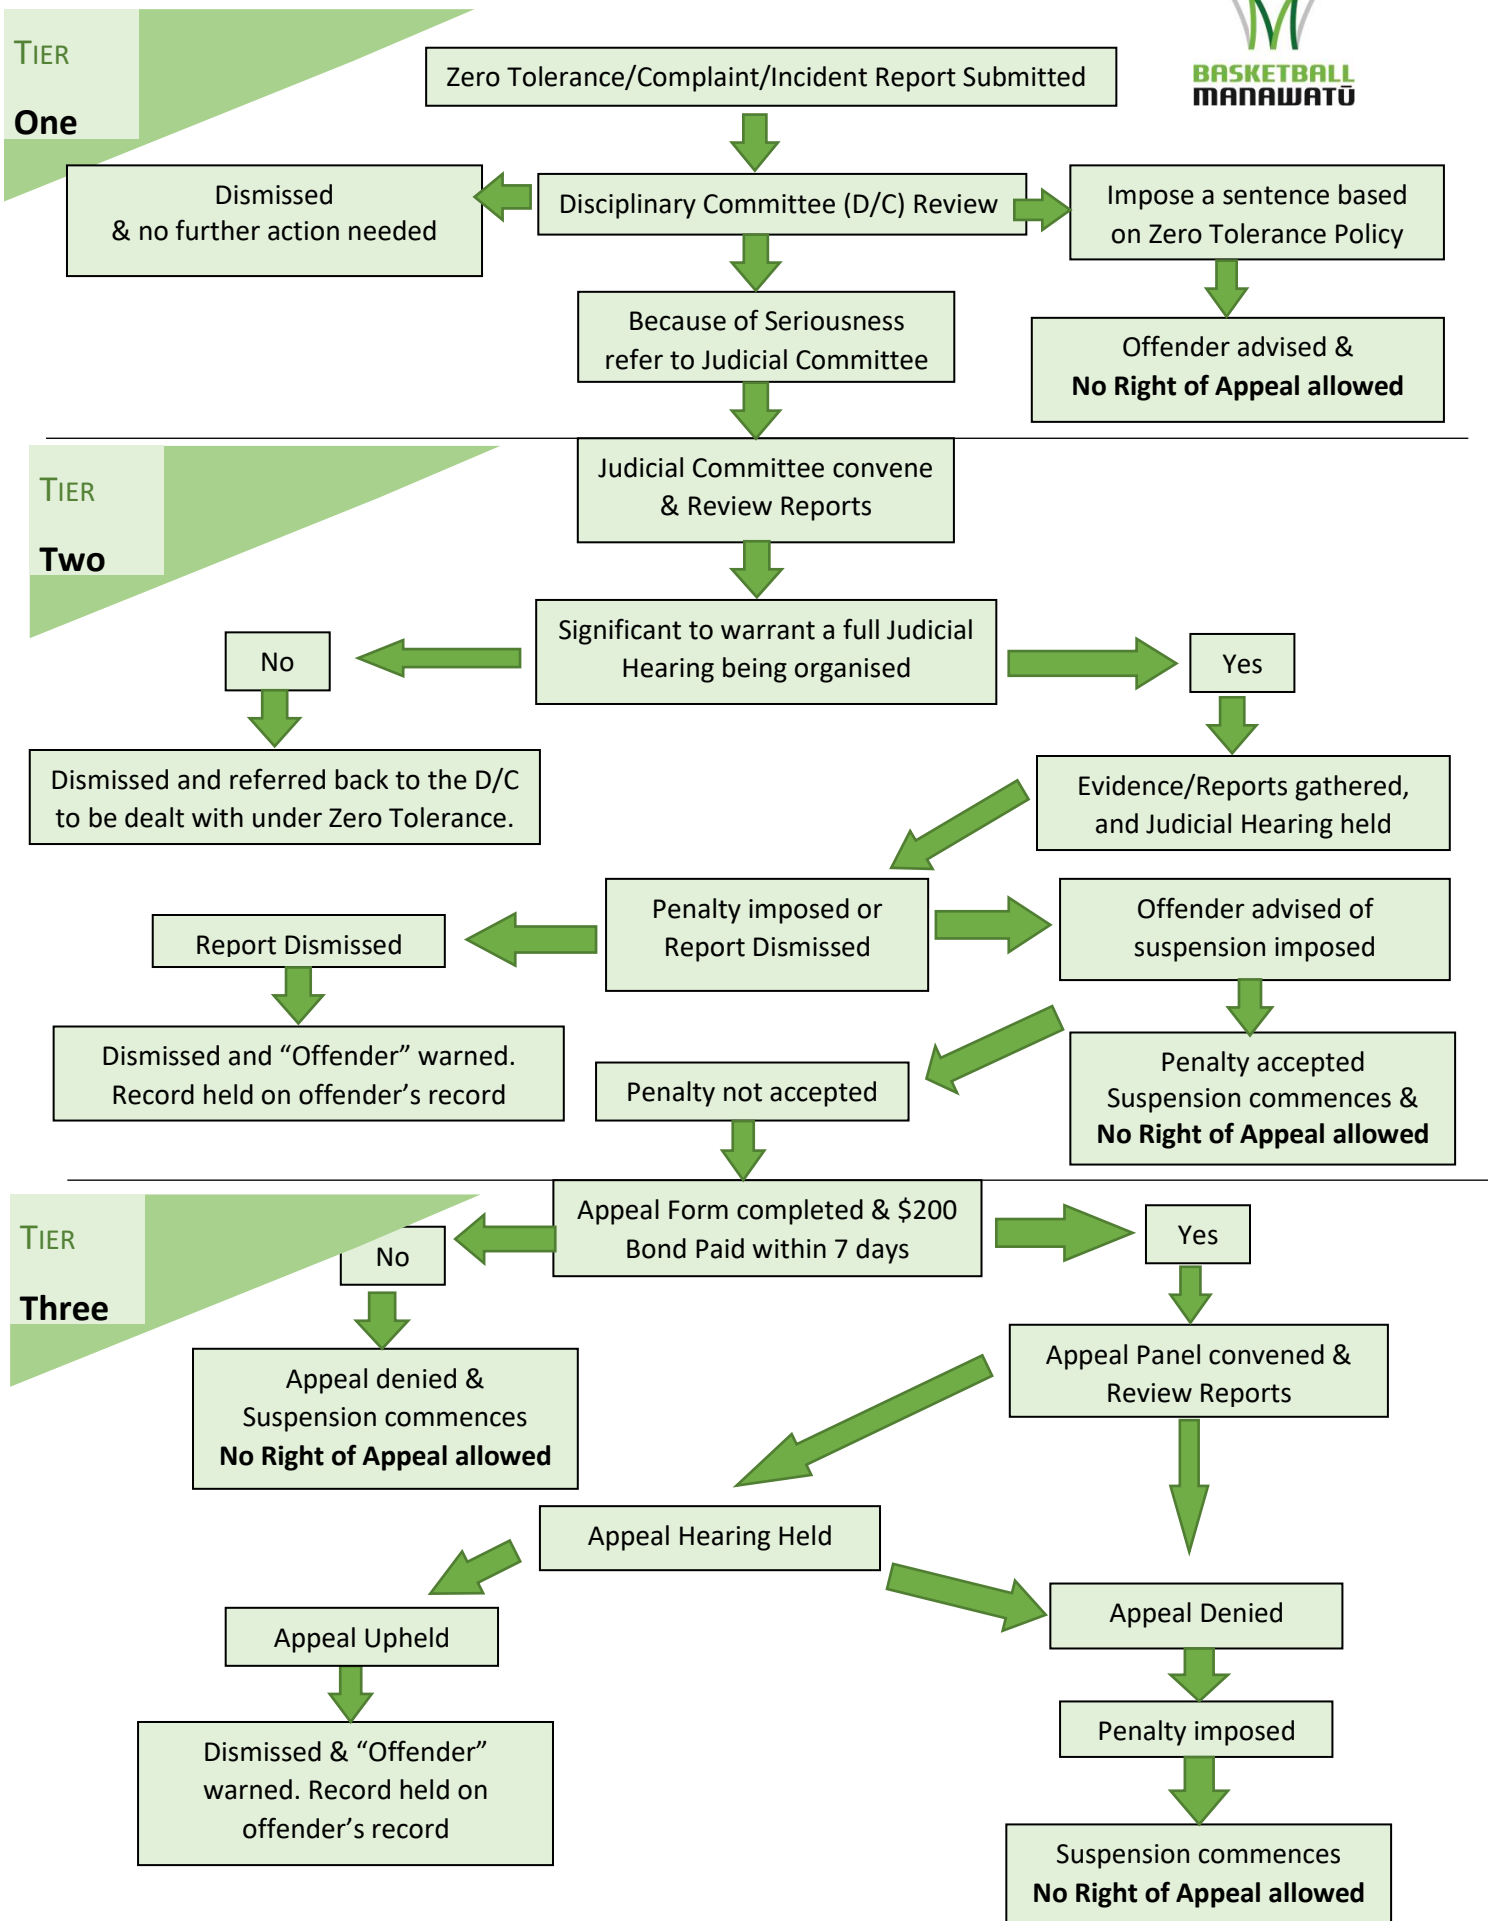 TIER
One
BASKETBALL
MANAWATŪ
Zero Tolerance/Complaint/Incident Report Submitted
Dismissed
& no further action needed
Disciplinary Committee (D/C) Review
Impose a sentence based
on Zero Tolerance Policy
Because of Seriousness
refer to Judicial Committee
Offender advised &
No Right of Appeal allowed
TIER
Two
Judicial Committee convene
& Review Reports
Significant to warrant a full Judicial
Hearing being organised
No
Yes
Dismissed and referred back to the D/C
to be dealt with under Zero Tolerance.
Evidence/Reports gathered,
and Judicial Hearing held
Penalty imposed or
Report Dismissed
Report Dismissed
Offender advised of
suspension imposed
Dismissed and “Offender” warned.
Record held on offender’s record
Penalty not accepted
Penalty accepted
Suspension commences &
No Right of Appeal allowed
TIER
Three
Appeal Form completed & $200
Bond Paid within 7 days
No
Yes
Appeal denied &
Suspension commences
No Right of Appeal allowed
Appeal Panel convened &
Review Reports
Appeal Hearing Held
Appeal Upheld
Appeal Denied
Dismissed & “Offender”
warned. Record held on
offender’s record
Penalty imposed
Suspension commences
No Right of Appeal allowed